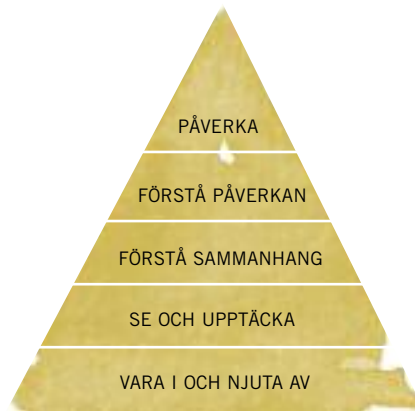 PÅVERKA
FÖRSTÅ PÅVERKAN
FÖRSTÅ SAMMANHANG
SE OCH UPPTÄCKA
VARA I OCH NJUTA AV